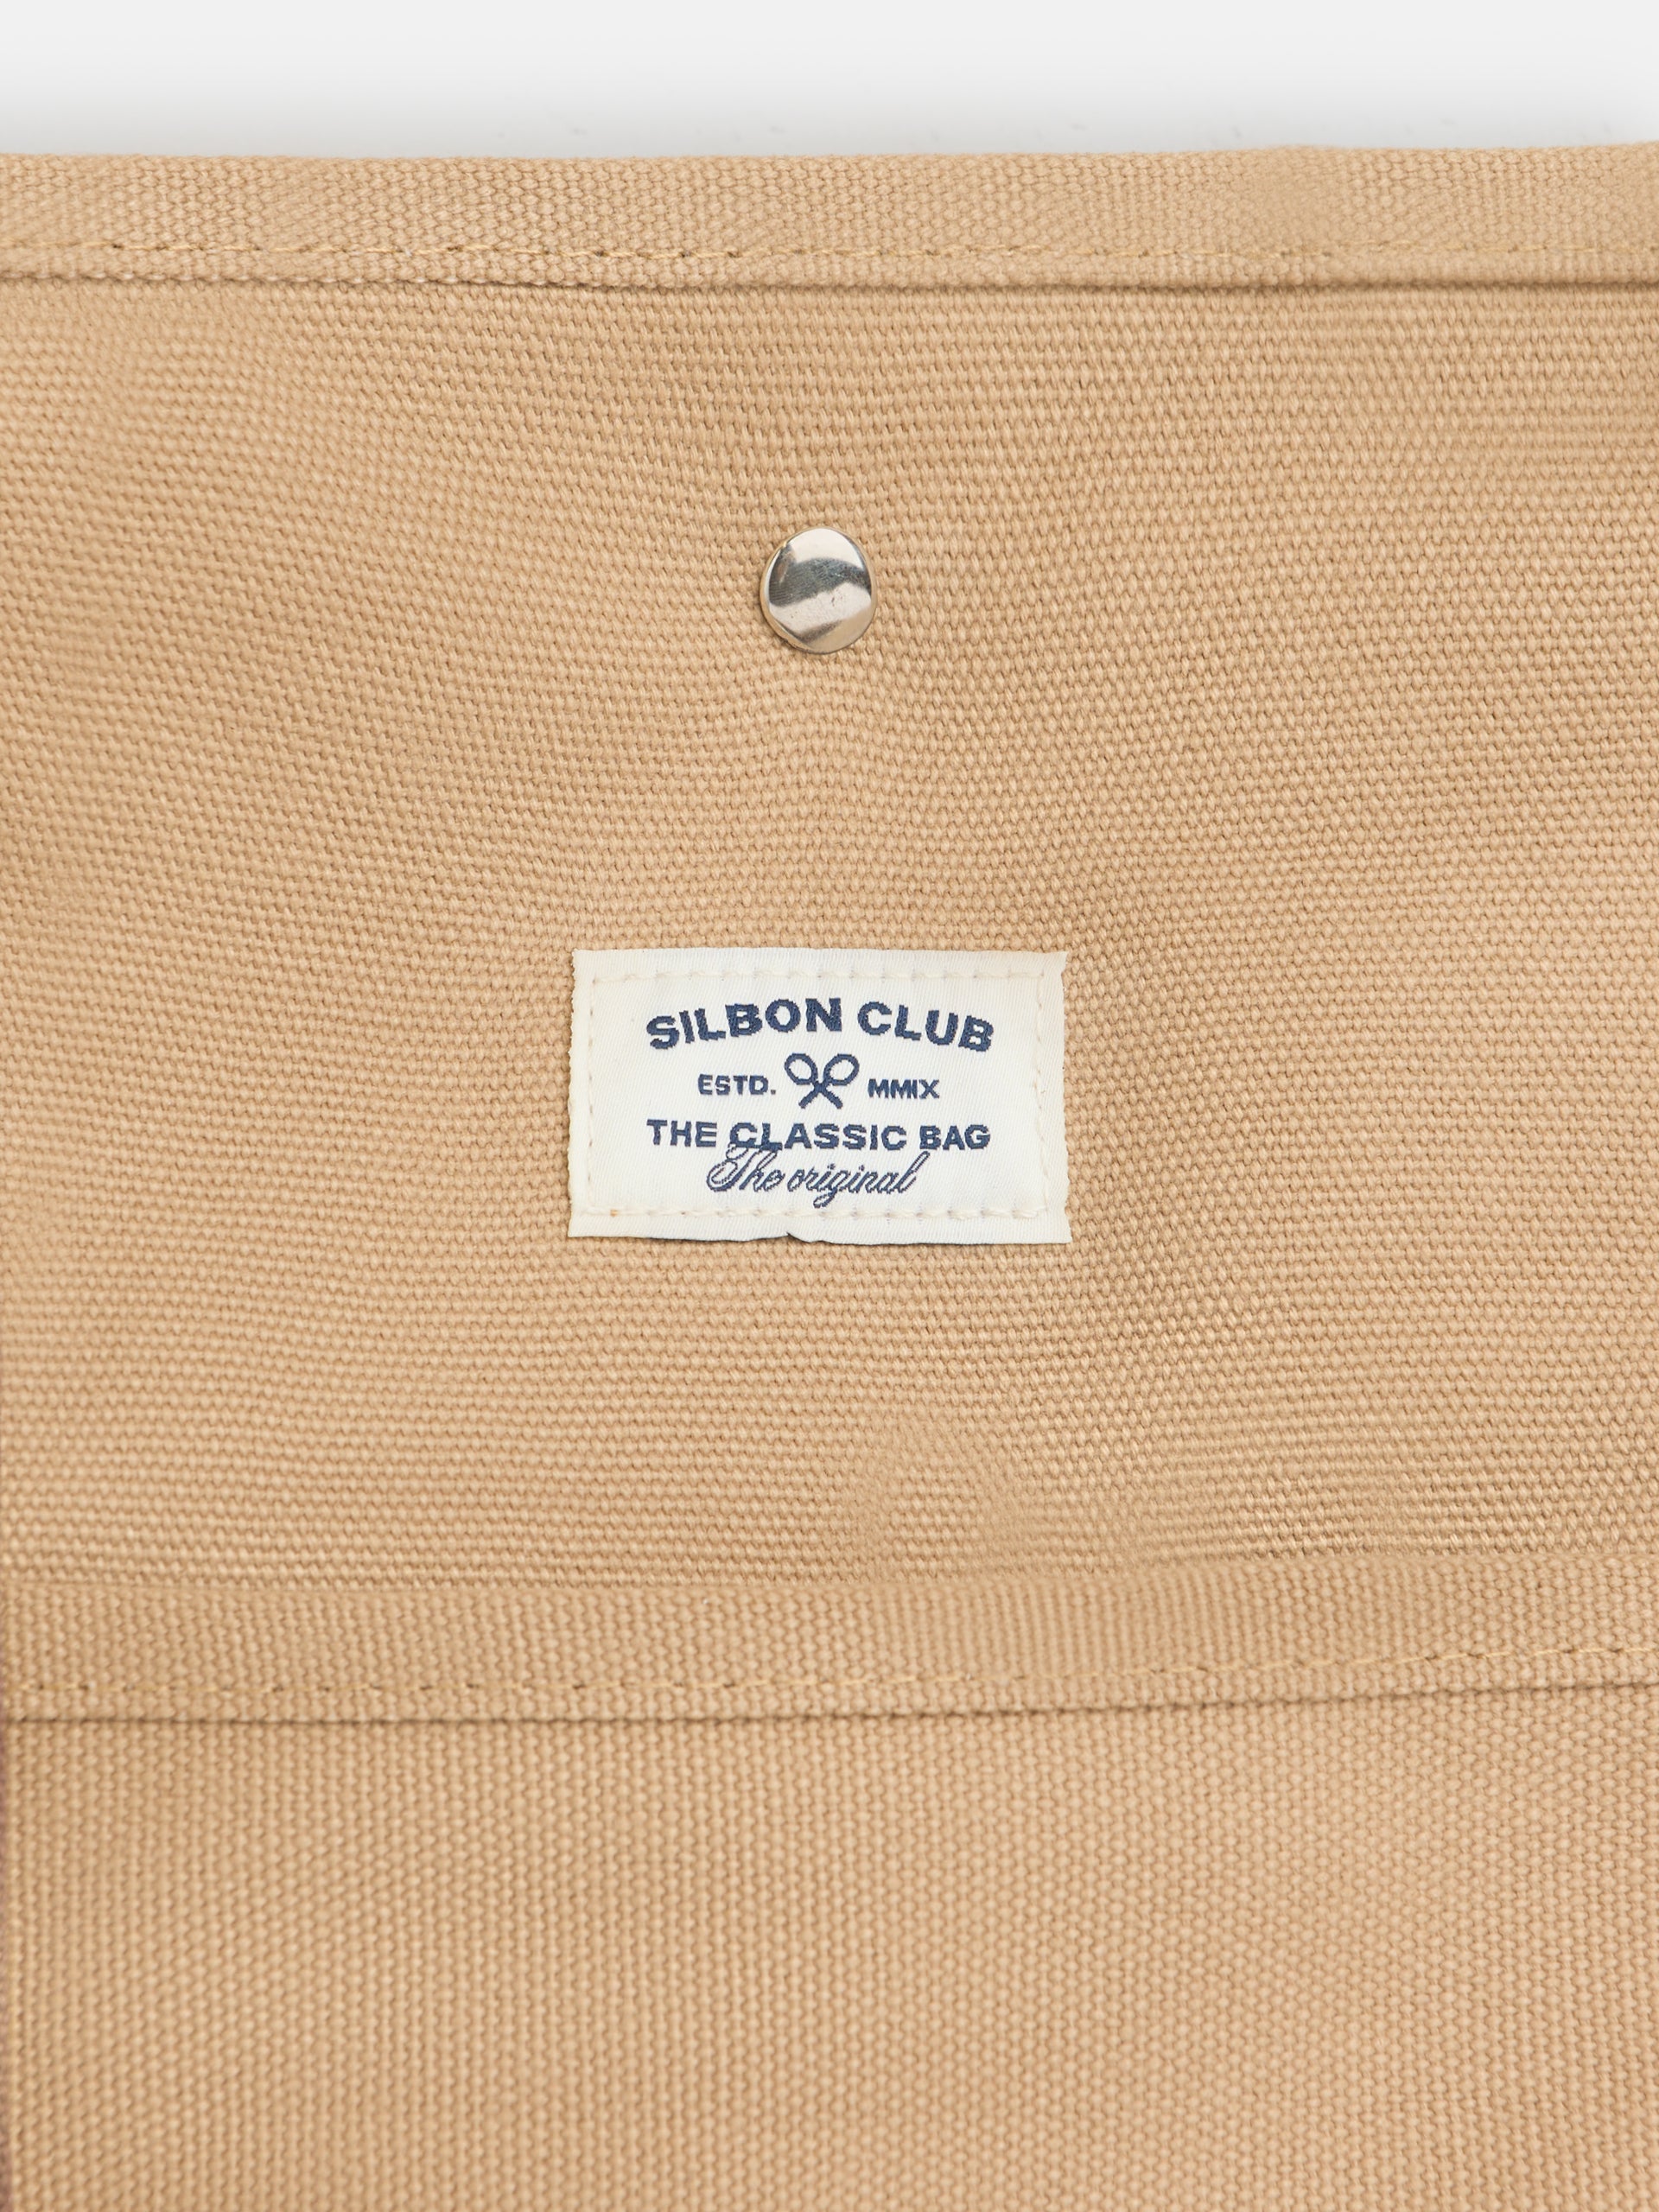 SILBON CLUB
ESTD. MMIX
THE CLASSIC BAG
The original